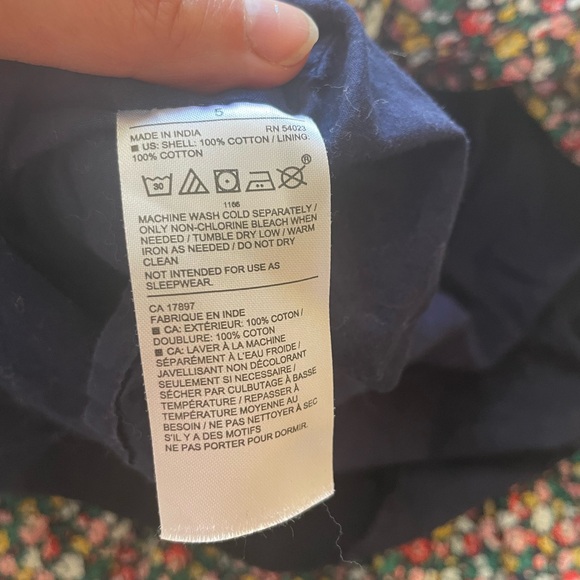 5
MADE IN INDIA RN 54023
■ US: SHELL: 100% COTTON / LINING:
100% COTTON
30 ®
1166
MACHINE WASH COLD SEPARATELY /
ONLY NON-CHLORINE BLEACH WHEN
NEEDED / TUMBLE DRY LOW / WARM
IRON AS NEEDED / DO NOT DRY
CLEAN
NOT INTENDED FOR USE AS
SLEEPWEAR.
CA 17897
FABRIQUE EN INDE
■ CA: EXTÉRIEUR: 100% COTON /
DOUBLURE: 100% COTON
■ CA: LAVER À LA MACHINE
SÉPARÉMENT À L'EAU FROIDE /
JAVELLISANT NON DÉCOLORANT
SEULEMENT SI NECESSAIRE /
SÉCHER PAR CULBUTAGE À BASSE
TEMPÉRATURE / REPASSER À
TEMPÉRATURE MOYENNE AU
BESOIN / NE PAS NETTOYER À SEC
S'IL Y A DES MOTIFS
NE PAS PORTER POUR DORMIR.